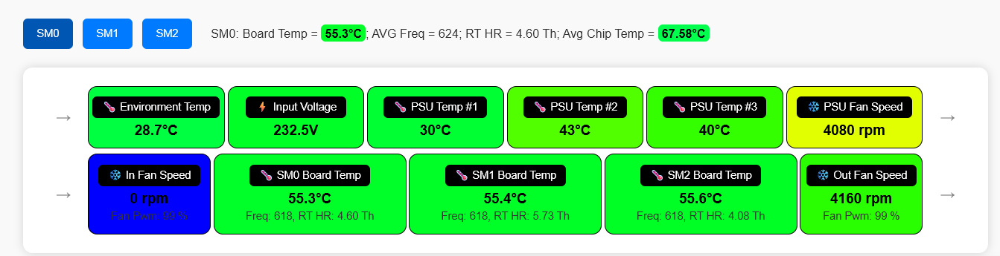 SM0 SM1 SM2 SM0: Board Temp = 55.3°C; AVG Freq = 624; RT HR = 4.60 Th; Avg Chip Temp = 67.58°C
→ Environment Temp Input Voltage PSU Temp #1 PSU Temp #2 PSU Temp #3 PSU Fan Speed →
28.7°C 232.5V 30°C 43°C 40°C 4080 rpm
In Fan Speed SM0 Board Temp SM1 Board Temp SM2 Board Temp Out Fan Speed
→ 0 rpm 55.3°C 55.4°C 55.6°C 4160 rpm →
Fan Pwm: 99 % Freq: 618, RT HR: 4.60 Th Freq: 618, RT HR: 5.73 Th Freq: 618, RT HR: 4.08 Th Fan Pwm: 99 %